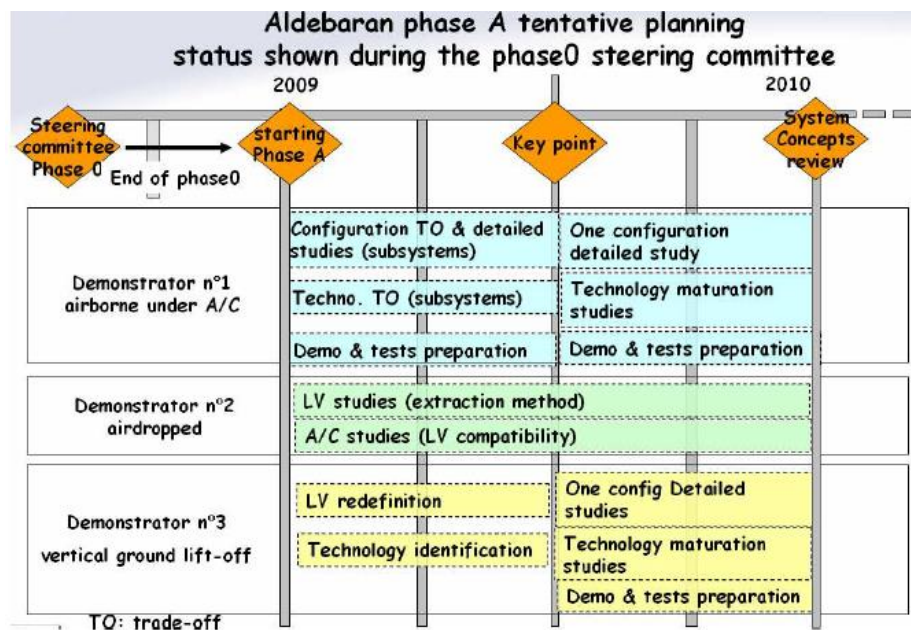 Aldebaran phase A tentative planning
status shown during the phase0 steering committee
2009
2010
Steering
committee
Phase 0
End of phase0
starting
Phase A
Key point
System
Concepts
review
Demonstrator n°1
airborne under A/C
Configuration TO & detailed
studies (subsystems)
One configuration
detailed study
Techno. TO (subsystems)
Technology maturation
studies
Demo & tests preparation
Demo & tests preparation
Demonstrator n°2
airdropped
LV studies (extraction method)
A/C studies (LV compatibility)
Demonstrator n°3
vertical ground lift-off
LV redefinition
One config Detailed
studies
Technology identification
Technology maturation
studies
Demo & tests preparation
TO: trade-off